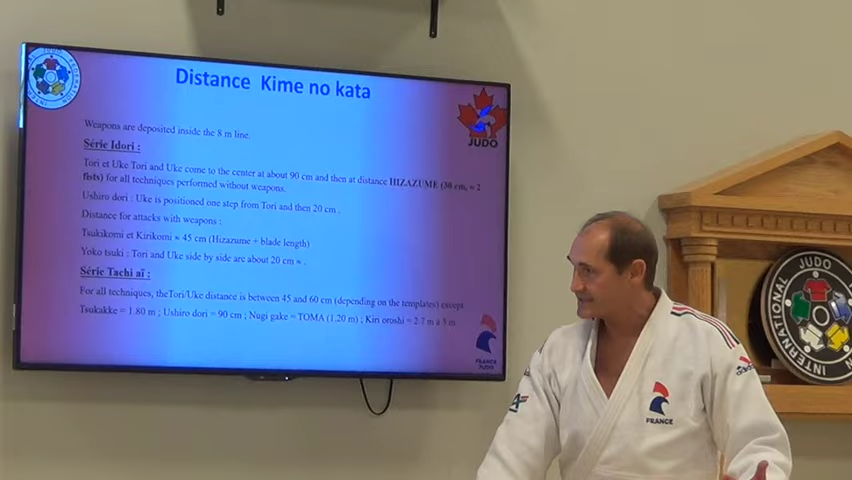 Distance Kime no kata
Weapons are deposited inside the 8 m line.
Série Idori :
Tori et Uke Tori and Uke come to the center at about 90 cm and then at distance HIZAZUME (30 cm, ≈ 2
fists) for all techniques performed without weapons.
Ushiro dori : Uke is positioned one step from Tori and then 20 cm .
Distance for attacks with weapons :
Tsukikomi et Kirikomi ≈ 45 cm (Hizazume + blade length)
Yoko tsuki : Tori and Uke side by side are about 20 cm ≈ .
Série Tachi aï :
For all techniques, theTori/Uke distance is between 45 and 60 cm (depending on the templates) except
Tsukakke = 1.80 m ; Ushiro dori = 90 cm ; Nugi gake = TOMA (1.20 m) ; Kiri oroshi = 2.7 m à 3 m
JUDO
FRANCE
JUDO
adidas
FRANCE
JUDO
INTERNATIONAL